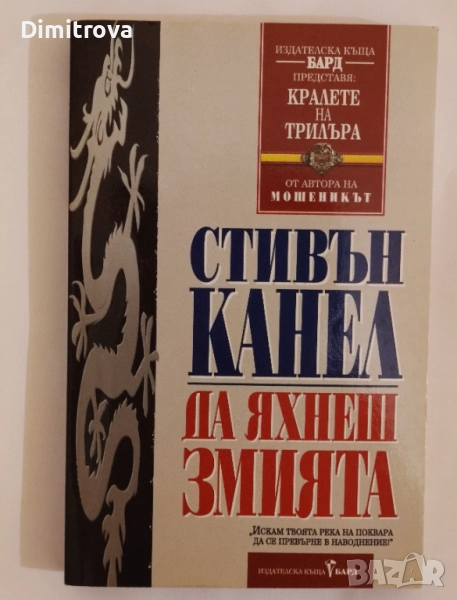 Dimitrova
ИЗДАТЕЛСКА КЪЩА
БАРД
ПРЕДСТАВЯ:
КРАЛЕТЕ
НА
ТРИЛЪРА
ОТ АВТОРА НА
МОШЕНИКЪТ
СТИВЪН
КАНЕЛ
ДА ЯХНЕШ
ЗМИЯТА
„ИСКАМ ТВОЯТА РЕКА НА ПОКВАРА
ДА СЕ ПРЕВЪРНЕ В НАВОДНЕНИЕ!"
ИЗДАТЕЛСКА КЪЩА БАРД
BAZAR